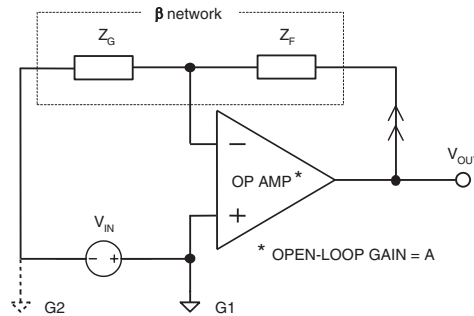 β network
Z_G
Z_F
−
OP AMP*
+
V_OUT
V_IN
− +
* OPEN-LOOP GAIN = A
G2
G1